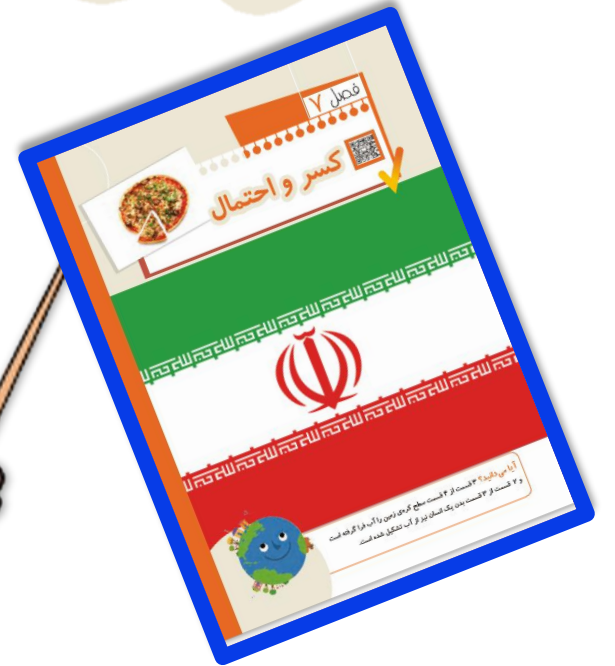 فصل ۷
کسر و احتمال
آیا می‌دانید؟ ۳ قسمت از ۴ قسمت سطح کره‌ی زمین را آب فرا گرفته است
و ۲ قسمت از ۳ قسمت بدن یک انسان نیز از آب تشکیل شده است.